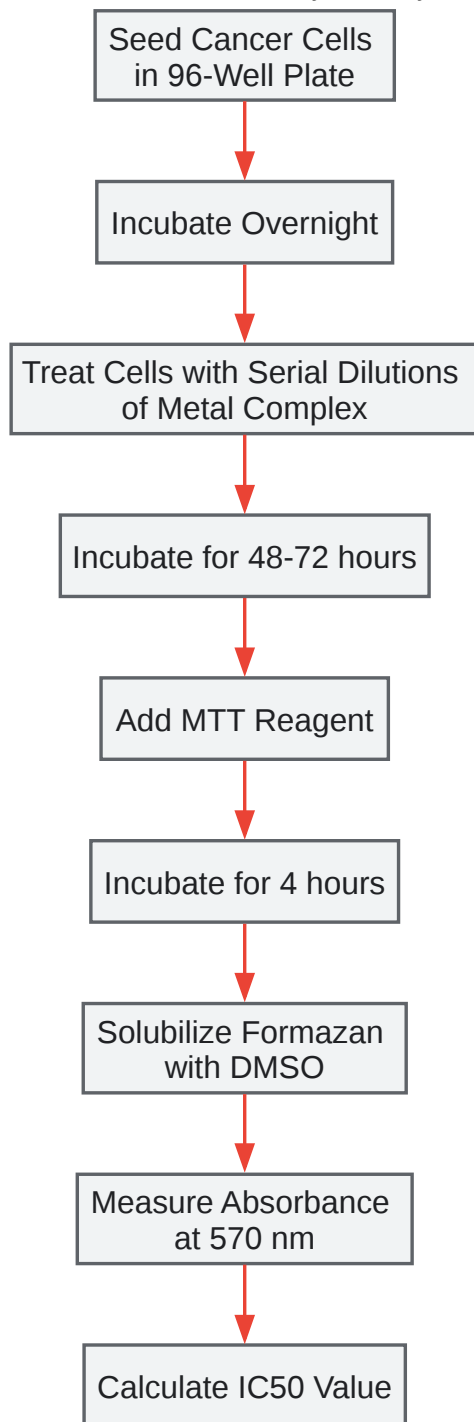 Seed Cancer Cells
in 96-Well Plate
Incubate Overnight
Treat Cells with Serial Dilutions
of Metal Complex
Incubate for 48-72 hours
Add MTT Reagent
Incubate for 4 hours
Solubilize Formazan
with DMSO
Measure Absorbance
at 570 nm
Calculate IC50 Value